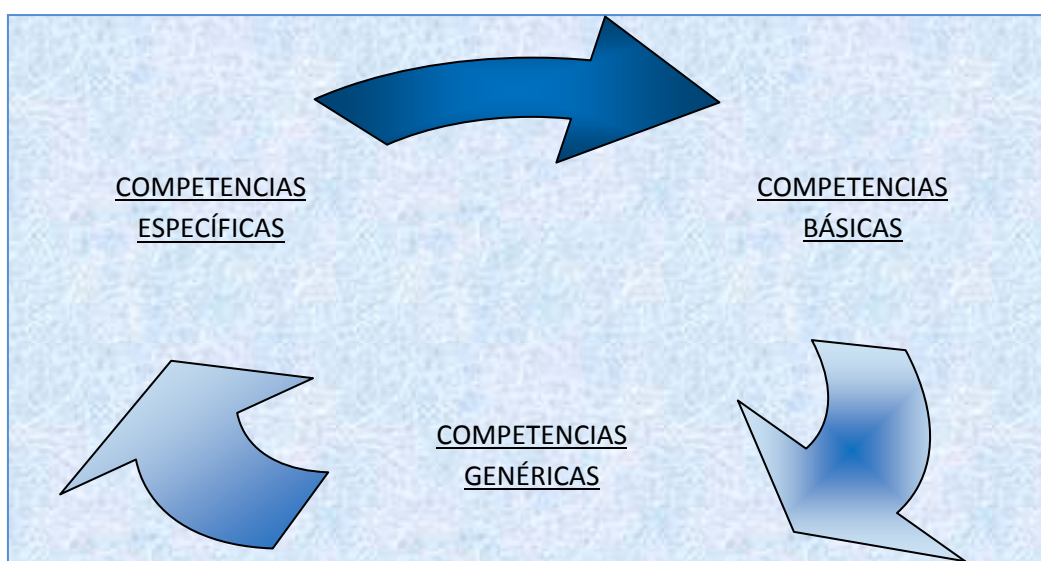 COMPETENCIAS
ESPECÍFICAS
COMPETENCIAS
BÁSICAS
COMPETENCIAS
GENÉRICAS